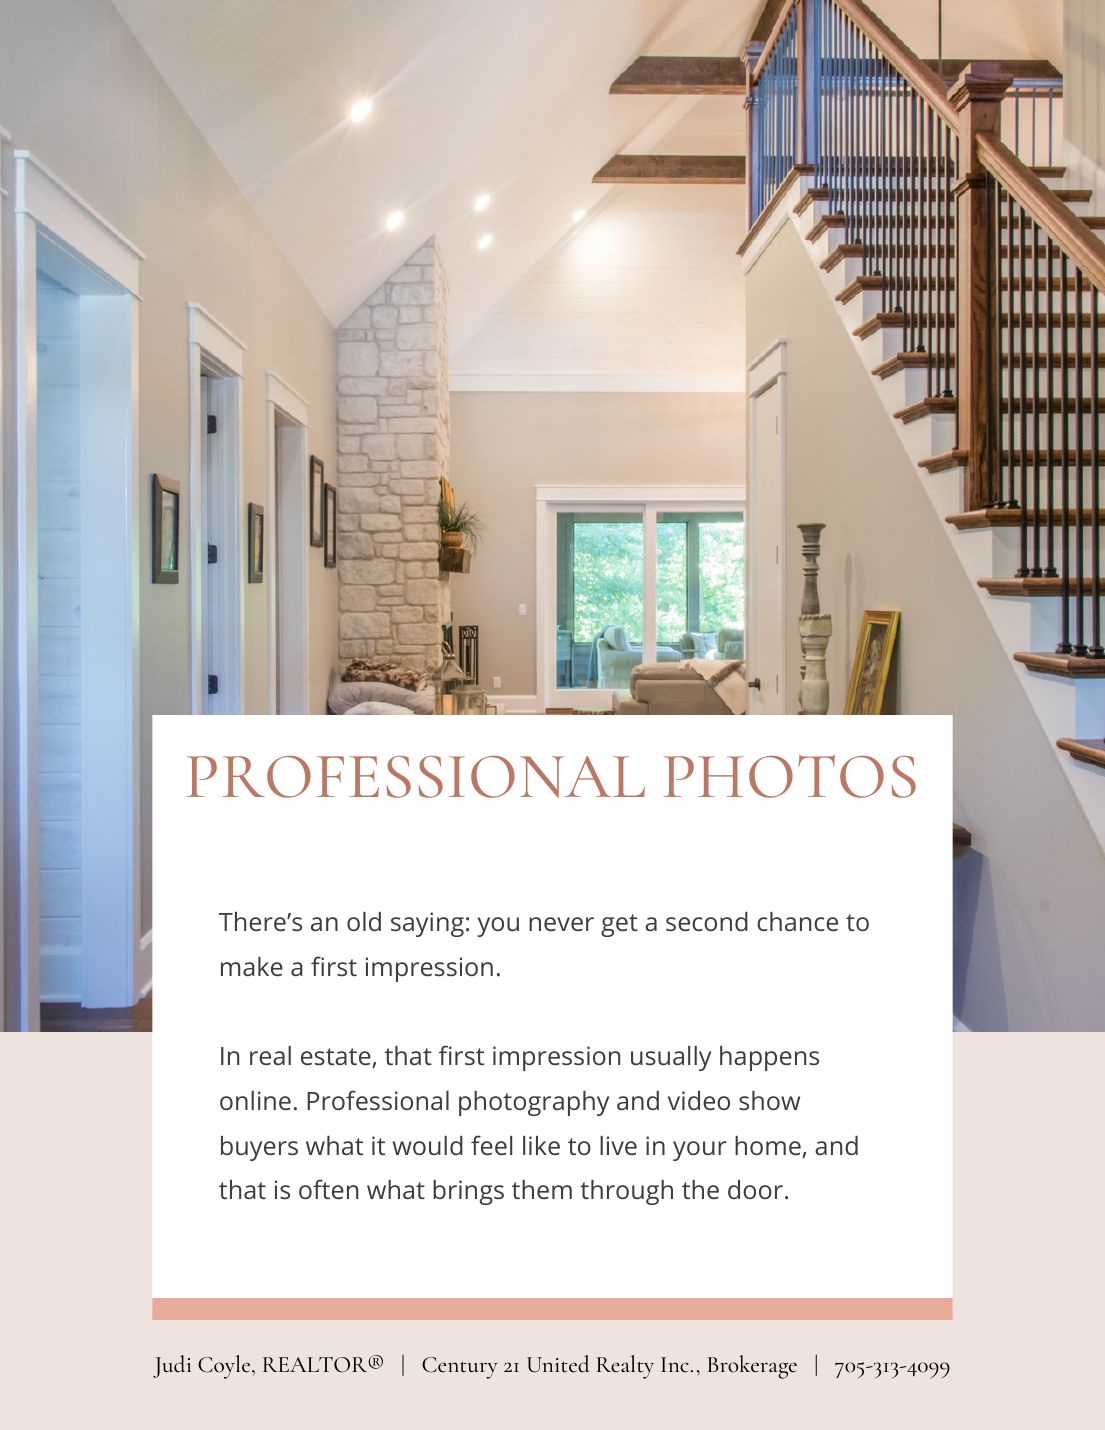 PROFESSIONAL PHOTOS
There’s an old saying: you never get a second chance to
make a first impression.
In real estate, that first impression usually happens
online. Professional photography and video show
buyers what it would feel like to live in your home, and
that is often what brings them through the door.
Judi Coyle, REALTOR® | Century 21 United Realty Inc., Brokerage | 705-313-4099